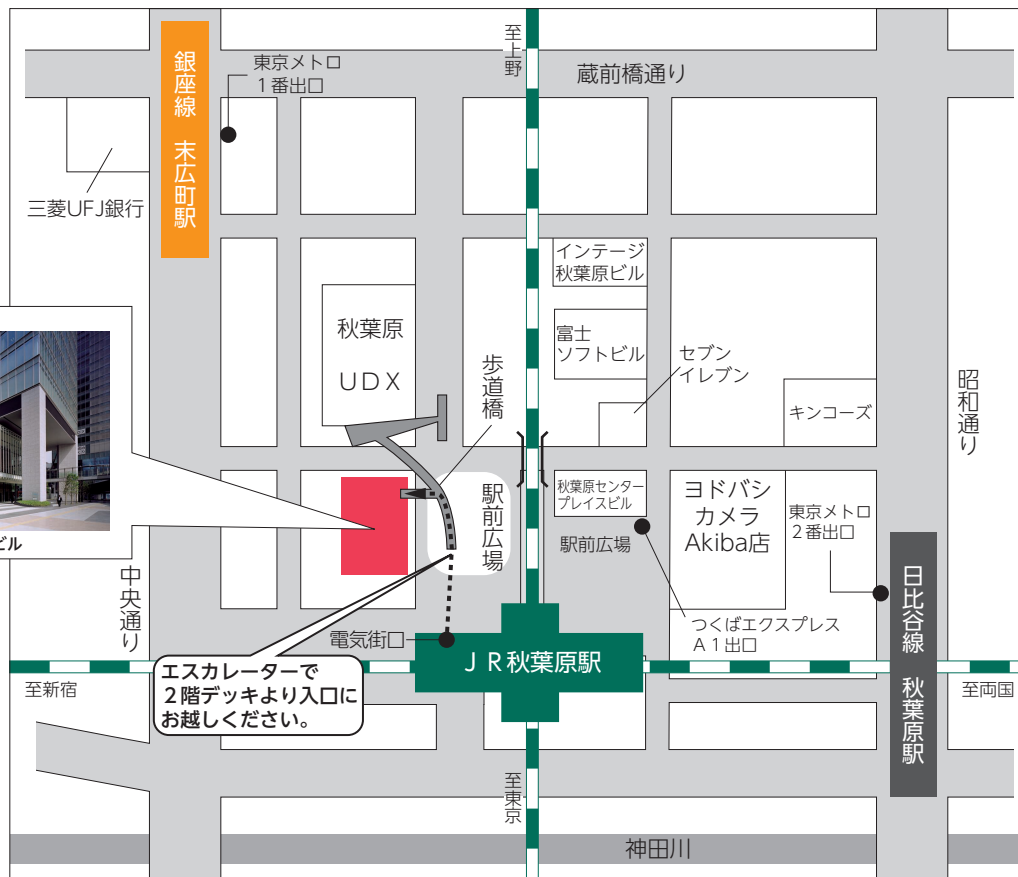 至上野
蔵前橋通り
銀座線 末広町駅
東京メトロ
1番出口
三菱UFJ銀行
インテージ
秋葉原ビル
秋葉原
UDX
富士
ソフトビル
セブン
イレブン
歩道橋
キンコーズ
昭和通り
駅前広場
秋葉原センター
プレイスビル
ヨドバシ
カメラ
Akiba店
東京メトロ
2番出口
駅前広場
ビル
中央通り
つくばエクスプレス
A1出口
日比谷線 秋葉原駅
電気街口
JR秋葉原駅
エスカレーターで
2階デッキより入口に
お越しください。
至新宿
至両国
至東京
神田川